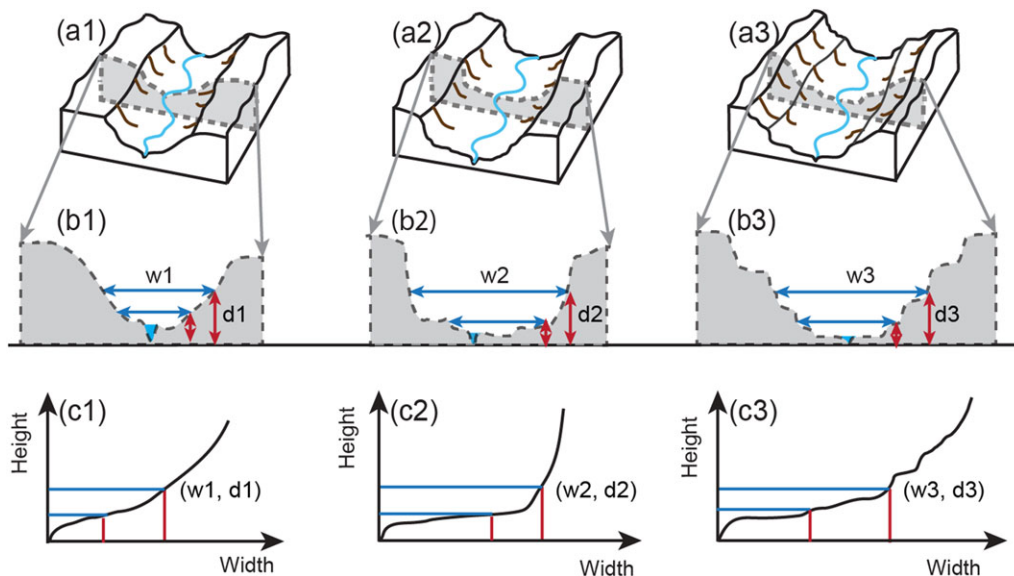 (a1) (a2) (a3)
(b1) (b2) (b3)
w1 w2 w3
d1 d2 d3
(c1) (c2) (c3)
Height Height Height
(w1, d1) (w2, d2) (w3, d3)
Width Width Width